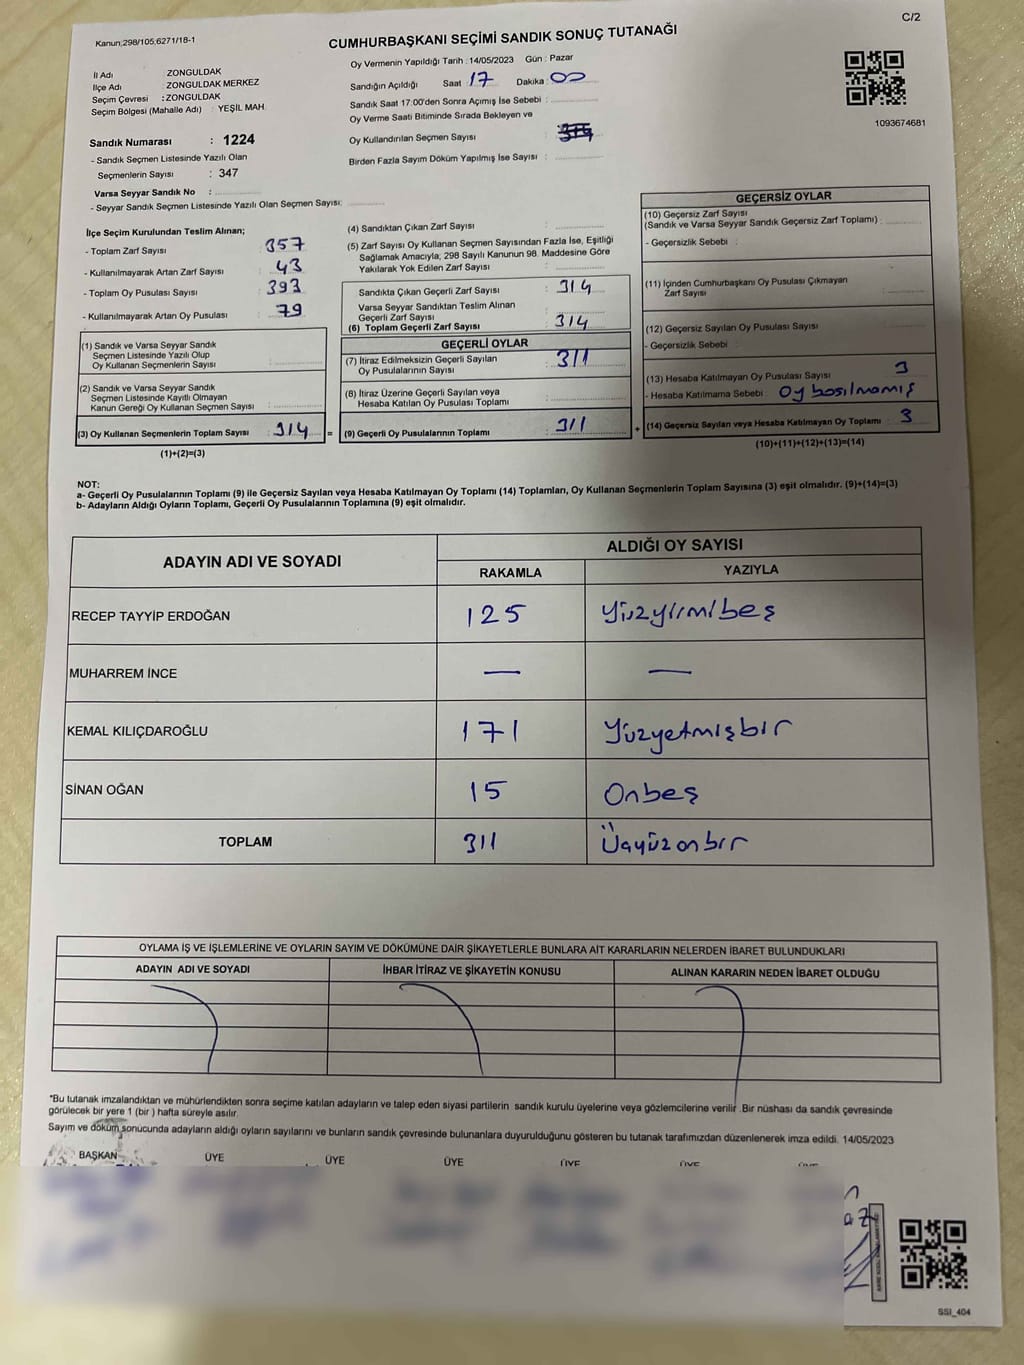 C/2
Kanun;298/105;6271/18-1
CUMHURBAŞKANI SEÇİMİ SANDIK SONUÇ TUTANAĞI
1093674681
İl Adı ZONGULDAK
İlçe Adı : ZONGULDAK MERKEZ
Seçim Çevresi : ZONGULDAK
Seçim Bölgesi (Mahalle Adı) : YEŞİL MAH.
Sandık Numarası : 1224
- Sandık Seçmen Listesinde Yazılı Olan
Seçmenlerin Sayısı : 347
Varsa Seyyar Sandık No :
- Seyyar Sandık Seçmen Listesinde Yazılı Olan Seçmen Sayısı:
Oy Vermenin Yapıldığı Tarih : 14/05/2023 Gün : Pazar
Sandığın Açıldığı Saat 17 Dakika : 00
Sandık Saat 17:00'den Sonra Açımış İse Sebebi :
Oy Verme Saati Bitiminde Sırada Bekleyen ve
Oy Kullandırılan Seçmen Sayısı :
Birden Fazla Sayım Döküm Yapılmış İse Sayısı :
İlçe Seçim Kurulundan Teslim Alınan;
- Toplam Zarf Sayısı : 357
- Kullanılmayarak Artan Zarf Sayısı : 43
- Toplam Oy Pusulası Sayısı : 393
- Kullanılmayarak Artan Oy Pusulası : 79
(1) Sandık ve Varsa Seyyar Sandık
Seçmen Listesinde Yazılı Olup
Oy Kullanan Seçmenlerin Sayısı :
(2) Sandık ve Varsa Seyyar Sandık
Seçmen Listesinde Kayıtlı Olmayan
Kanun Gereği Oy Kullanan Seçmen Sayısı :
(3) Oy Kullanan Seçmenlerin Toplam Sayısı : 314 =
(1)+(2)=(3)
(4) Sandıktan Çıkan Zarf Sayısı :
(5) Zarf Sayısı Oy Kullanan Seçmen Sayısından Fazla İse, Eşitliği
Sağlamak Amacıyla; 298 Sayılı Kanunun 98. Maddesine Göre
Yakılarak Yok Edilen Zarf Sayısı :
Sandıkta Çıkan Geçerli Zarf Sayısı : 314
Varsa Seyyar Sandıktan Teslim Alınan
Geçerli Zarf Sayısı :
(6) Toplam Geçerli Zarf Sayısı : 314
GEÇERLİ OYLAR
(7) İtiraz Edilmeksizin Geçerli Sayılan
Oy Pusulalarının Sayısı : 311
(8) İtiraz Üzerine Geçerli Sayılan veya
Hesaba Katılan Oy Pusulası Toplamı :
(9) Geçerli Oy Pusulalarının Toplamı : 311 +
GEÇERSİZ OYLAR
(10) Geçersiz Zarf Sayısı
(Sandık ve Varsa Seyyar Sandık Geçersiz Zarf Toplamı) :
- Geçersizlik Sebebi :
(11) İçinden Cumhurbaşkanı Oy Pusulası Çıkmayan
Zarf Sayısı :
(12) Geçersiz Sayılan Oy Pusulası Sayısı :
- Geçersizlik Sebebi :
(13) Hesaba Katılmayan Oy Pusulası Sayısı : 3
- Hesaba Katılmama Sebebi : Oy basılmamış
(14) Geçersiz Sayılan veya Hesaba Katılmayan Oy Toplamı : 3
(10)+(11)+(12)+(13)=(14)
NOT:
a- Geçerli Oy Pusulalarının Toplamı (9) ile Geçersiz Sayılan veya Hesaba Katılmayan Oy Toplamı (14) Toplamları, Oy Kullanan Seçmenlerin Toplam Sayısına (3) eşit olmalıdır. (9)+(14)=(3)
b- Adayların Aldığı Oyların Toplamı, Geçerli Oy Pusulalarının Toplamına (9) eşit olmalıdır.
ADAYIN ADI VE SOYADI ALDIĞI OY SAYISI
RAKAMLA YAZIYLA
RECEP TAYYİP ERDOĞAN 125 Yüzyirmibeş
MUHARREM İNCE — —
KEMAL KILIÇDAROĞLU 171 Yüzyetmişbir
SİNAN OĞAN 15 Onbeş
TOPLAM 311 Üçyüzonbir
OYLAMA İŞ VE İŞLEMLERİNE VE OYLARIN SAYIM VE DÖKÜMÜNE DAİR ŞİKAYETLERLE BUNLARA AİT KARARLARIN NELERDEN İBARET BULUNDUKLARI
ADAYIN ADI VE SOYADI İHBAR İTİRAZ VE ŞİKAYETİN KONUSU ALINAN KARARIN NEDEN İBARET OLDUĞU
*Bu tutanak imzalandıktan ve mühürlendikten sonra seçime katılan adayların ve talep eden siyasi partilerin sandık kurulu üyelerine veya gözlemcilerine verilir .Bir nüshası da sandık çevresinde
görülecek bir yere 1 (bir ) hafta süreyle asılır.
Sayım ve döküm sonucunda adayların aldığı oyların sayılarını ve bunların sandık çevresinde bulunanlara duyurulduğunu gösteren bu tutanak tarafımızdan düzenlenerek imza edildi. 14/05/2023
BAŞKAN ÜYE ÜYE ÜYE ÜYE ÜYE ÜYE
SSI_404